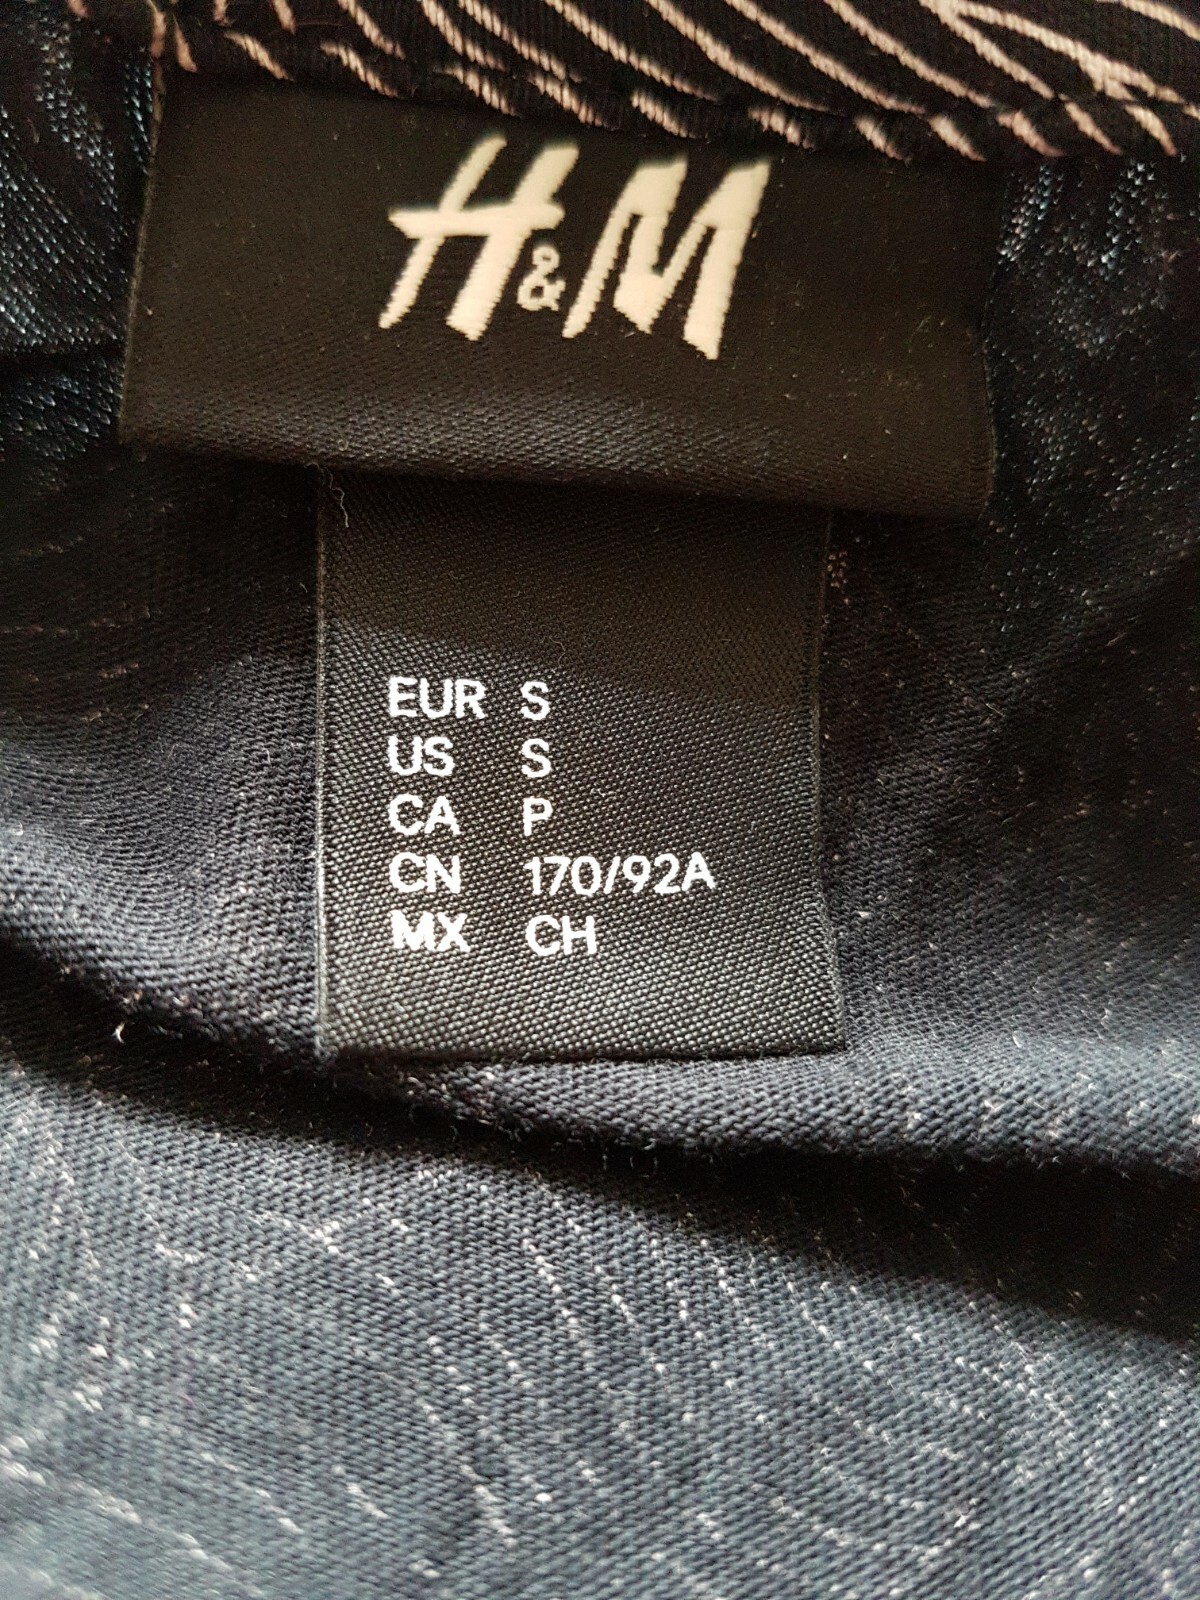 H&M
EUR S
US S
CA P
CN 170/92A
MX CH